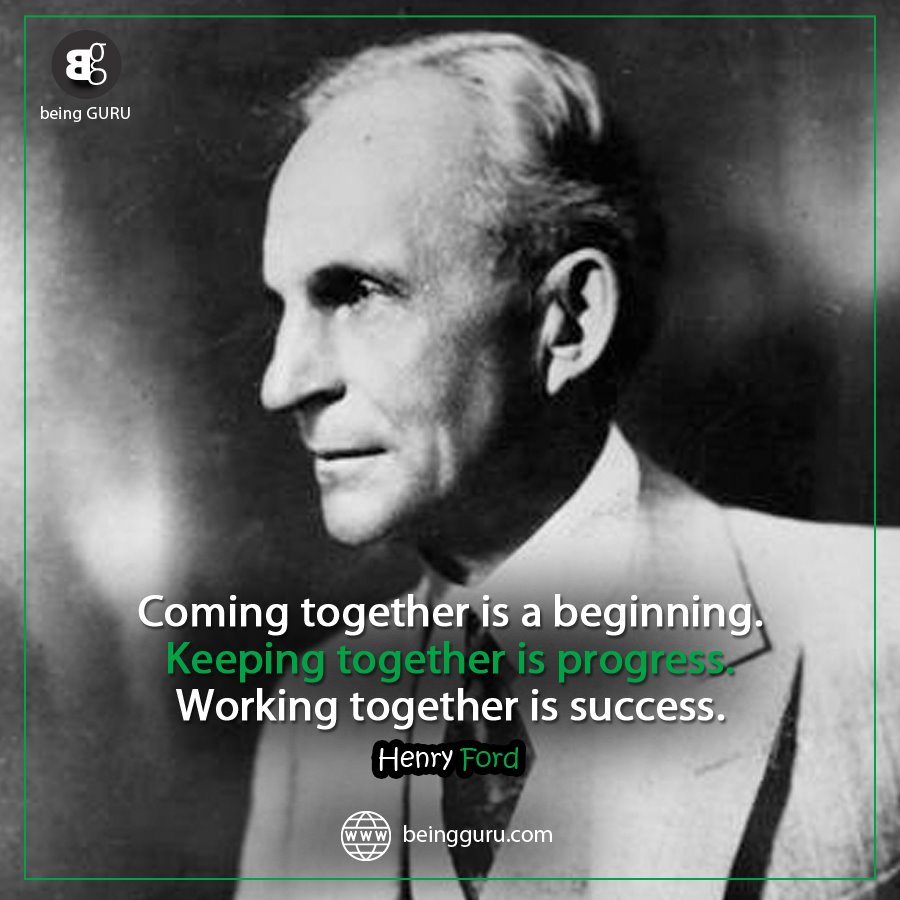 Bg
being GURU
Coming together is a beginning.
Keeping together is progress.
Working together is success.
Henry Ford
www beingguru.com